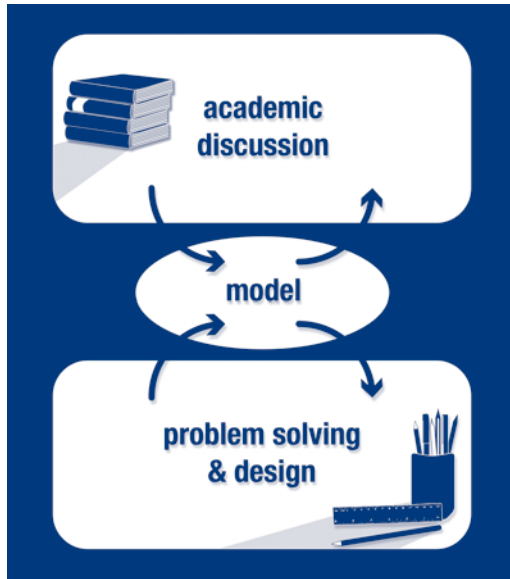 academic
discussion
model
problem solving
& design